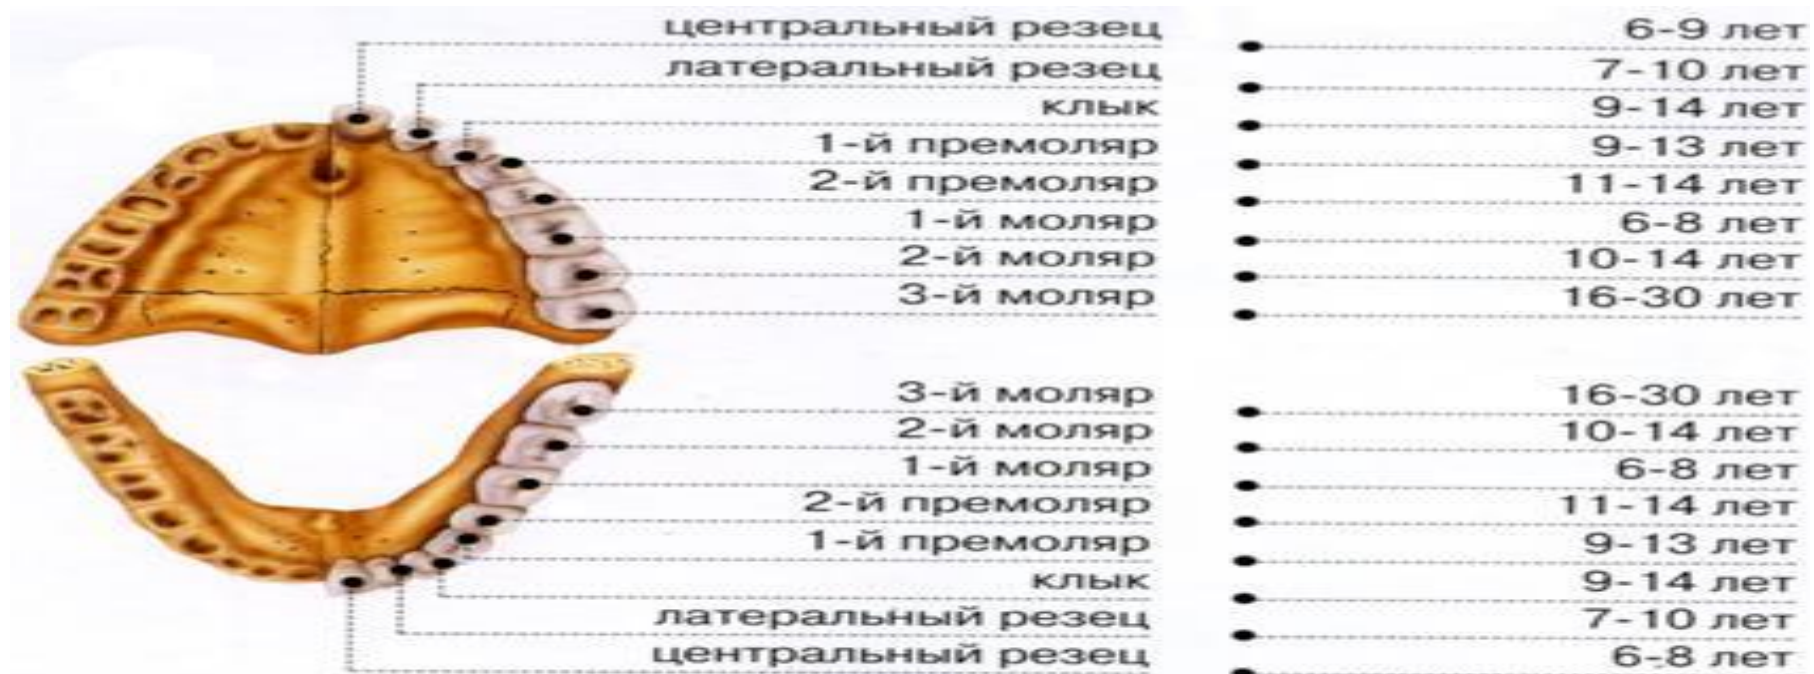 центральный резец 6-9 лет
латеральный резец 7-10 лет
клык 9-14 лет
1-й премоляр 9-13 лет
2-й премоляр 11-14 лет
1-й моляр 6-8 лет
2-й моляр 10-14 лет
3-й моляр 16-30 лет
3-й моляр 16-30 лет
2-й моляр 10-14 лет
1-й моляр 6-8 лет
2-й премоляр 11-14 лет
1-й премоляр 9-13 лет
клык 9-14 лет
латеральный резец 7-10 лет
центральный резец 6-8 лет